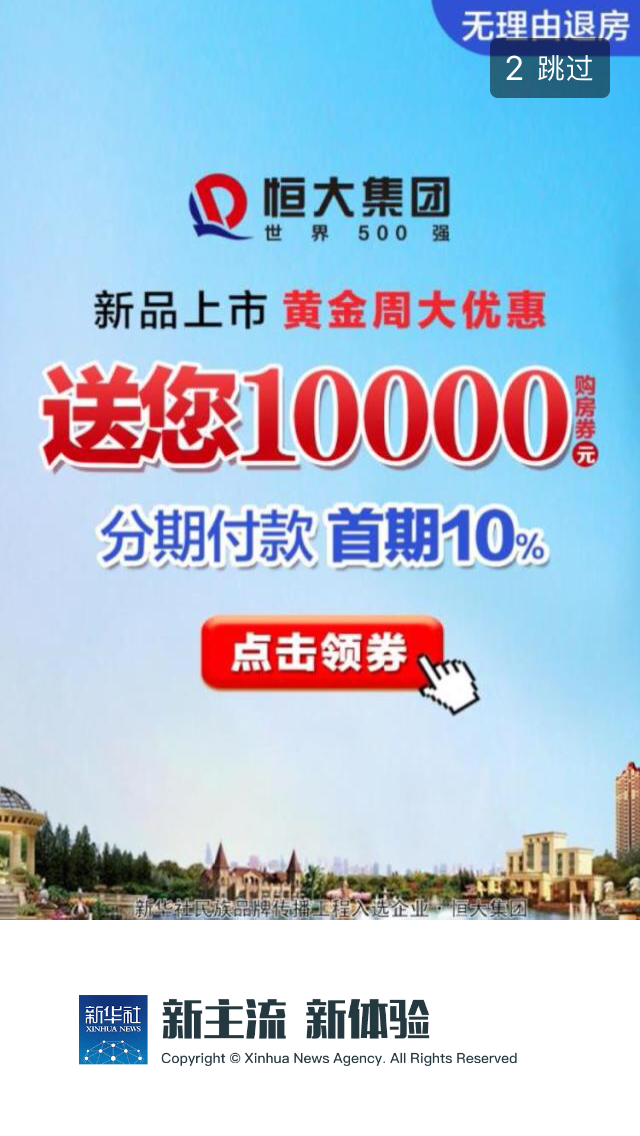 无理由退房
2 跳过
恒大集团
世界 500 强
新品上市 黄金周大优惠
送您10000元购房券
分期付款 首期10%
点击领券
新华社民族品牌传播工程入选企业·恒大集团
新华社
XINHUA NEWS
新主流 新体验
Copyright © Xinhua News Agency. All Rights Reserved